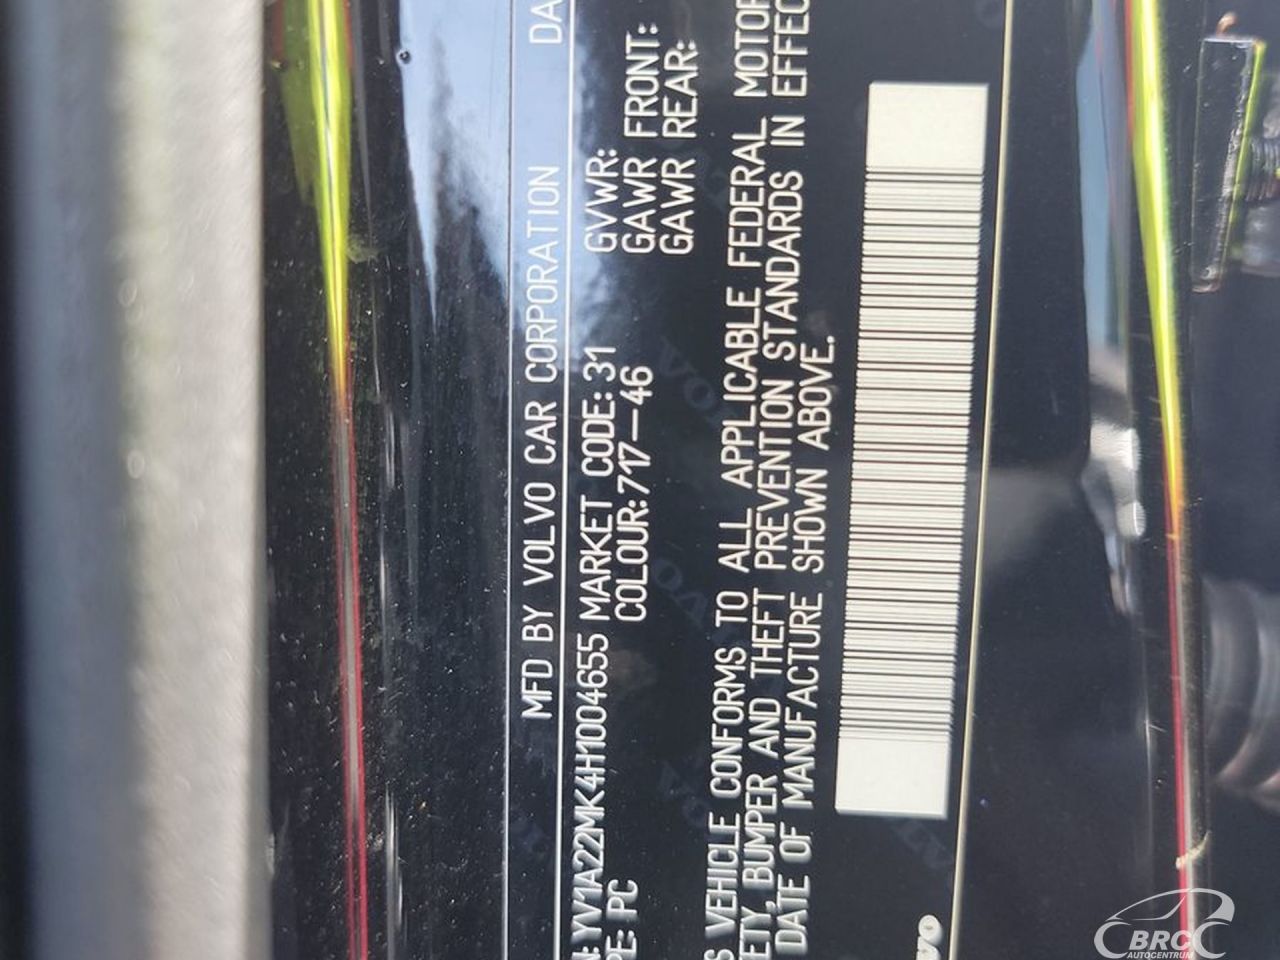 MFD BY VOLVO CAR CORPORATION DA
N: YV1A22MK4H1004655 MARKET CODE: 31 GVWR:
PE: PC COLOUR: 717-46 GAWR FRONT:
GAWR REAR:
S VEHICLE CONFORMS TO ALL APPLICABLE FEDERAL MOTOR
ETY, BUMPER AND THEFT PREVENTION STANDARDS IN EFFEC
DATE OF MANUFACTURE SHOWN ABOVE.
BRC
AUTOCENTRUM